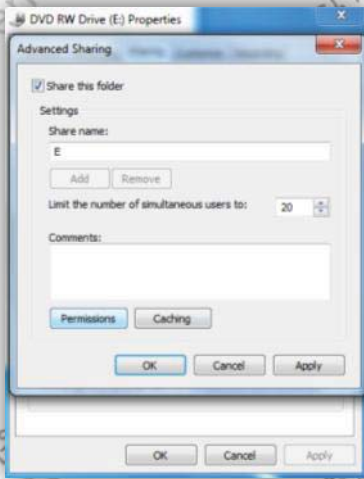 DVD RW Drive (E:) Properties
Advanced Sharing
Share this folder
Settings
Share name:
E
Add Remove
Limit the number of simultaneous users to: 20
Comments:
Permissions Caching
OK Cancel Apply
OK Cancel Apply